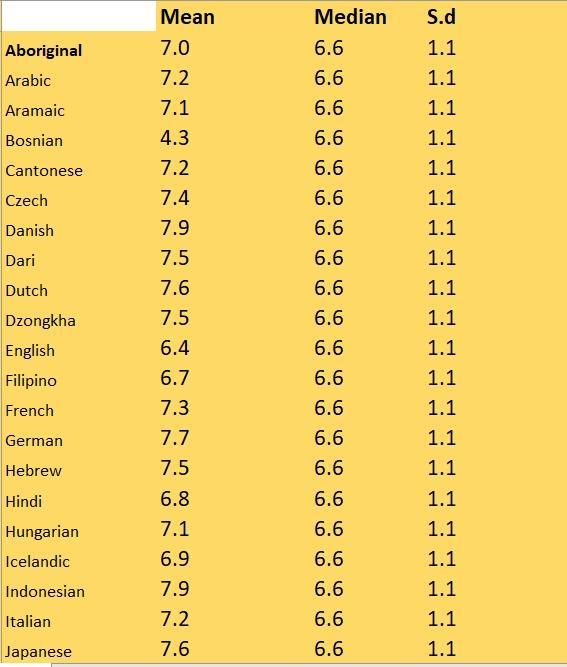 Mean Median S.d
Aboriginal 7.0 6.6 1.1
Arabic 7.2 6.6 1.1
Aramaic 7.1 6.6 1.1
Bosnian 4.3 6.6 1.1
Cantonese 7.2 6.6 1.1
Czech 7.4 6.6 1.1
Danish 7.9 6.6 1.1
Dari 7.5 6.6 1.1
Dutch 7.6 6.6 1.1
Dzongkha 7.5 6.6 1.1
English 6.4 6.6 1.1
Filipino 6.7 6.6 1.1
French 7.3 6.6 1.1
German 7.7 6.6 1.1
Hebrew 7.5 6.6 1.1
Hindi 6.8 6.6 1.1
Hungarian 7.1 6.6 1.1
Icelandic 6.9 6.6 1.1
Indonesian 7.9 6.6 1.1
Italian 7.2 6.6 1.1
Japanese 7.6 6.6 1.1